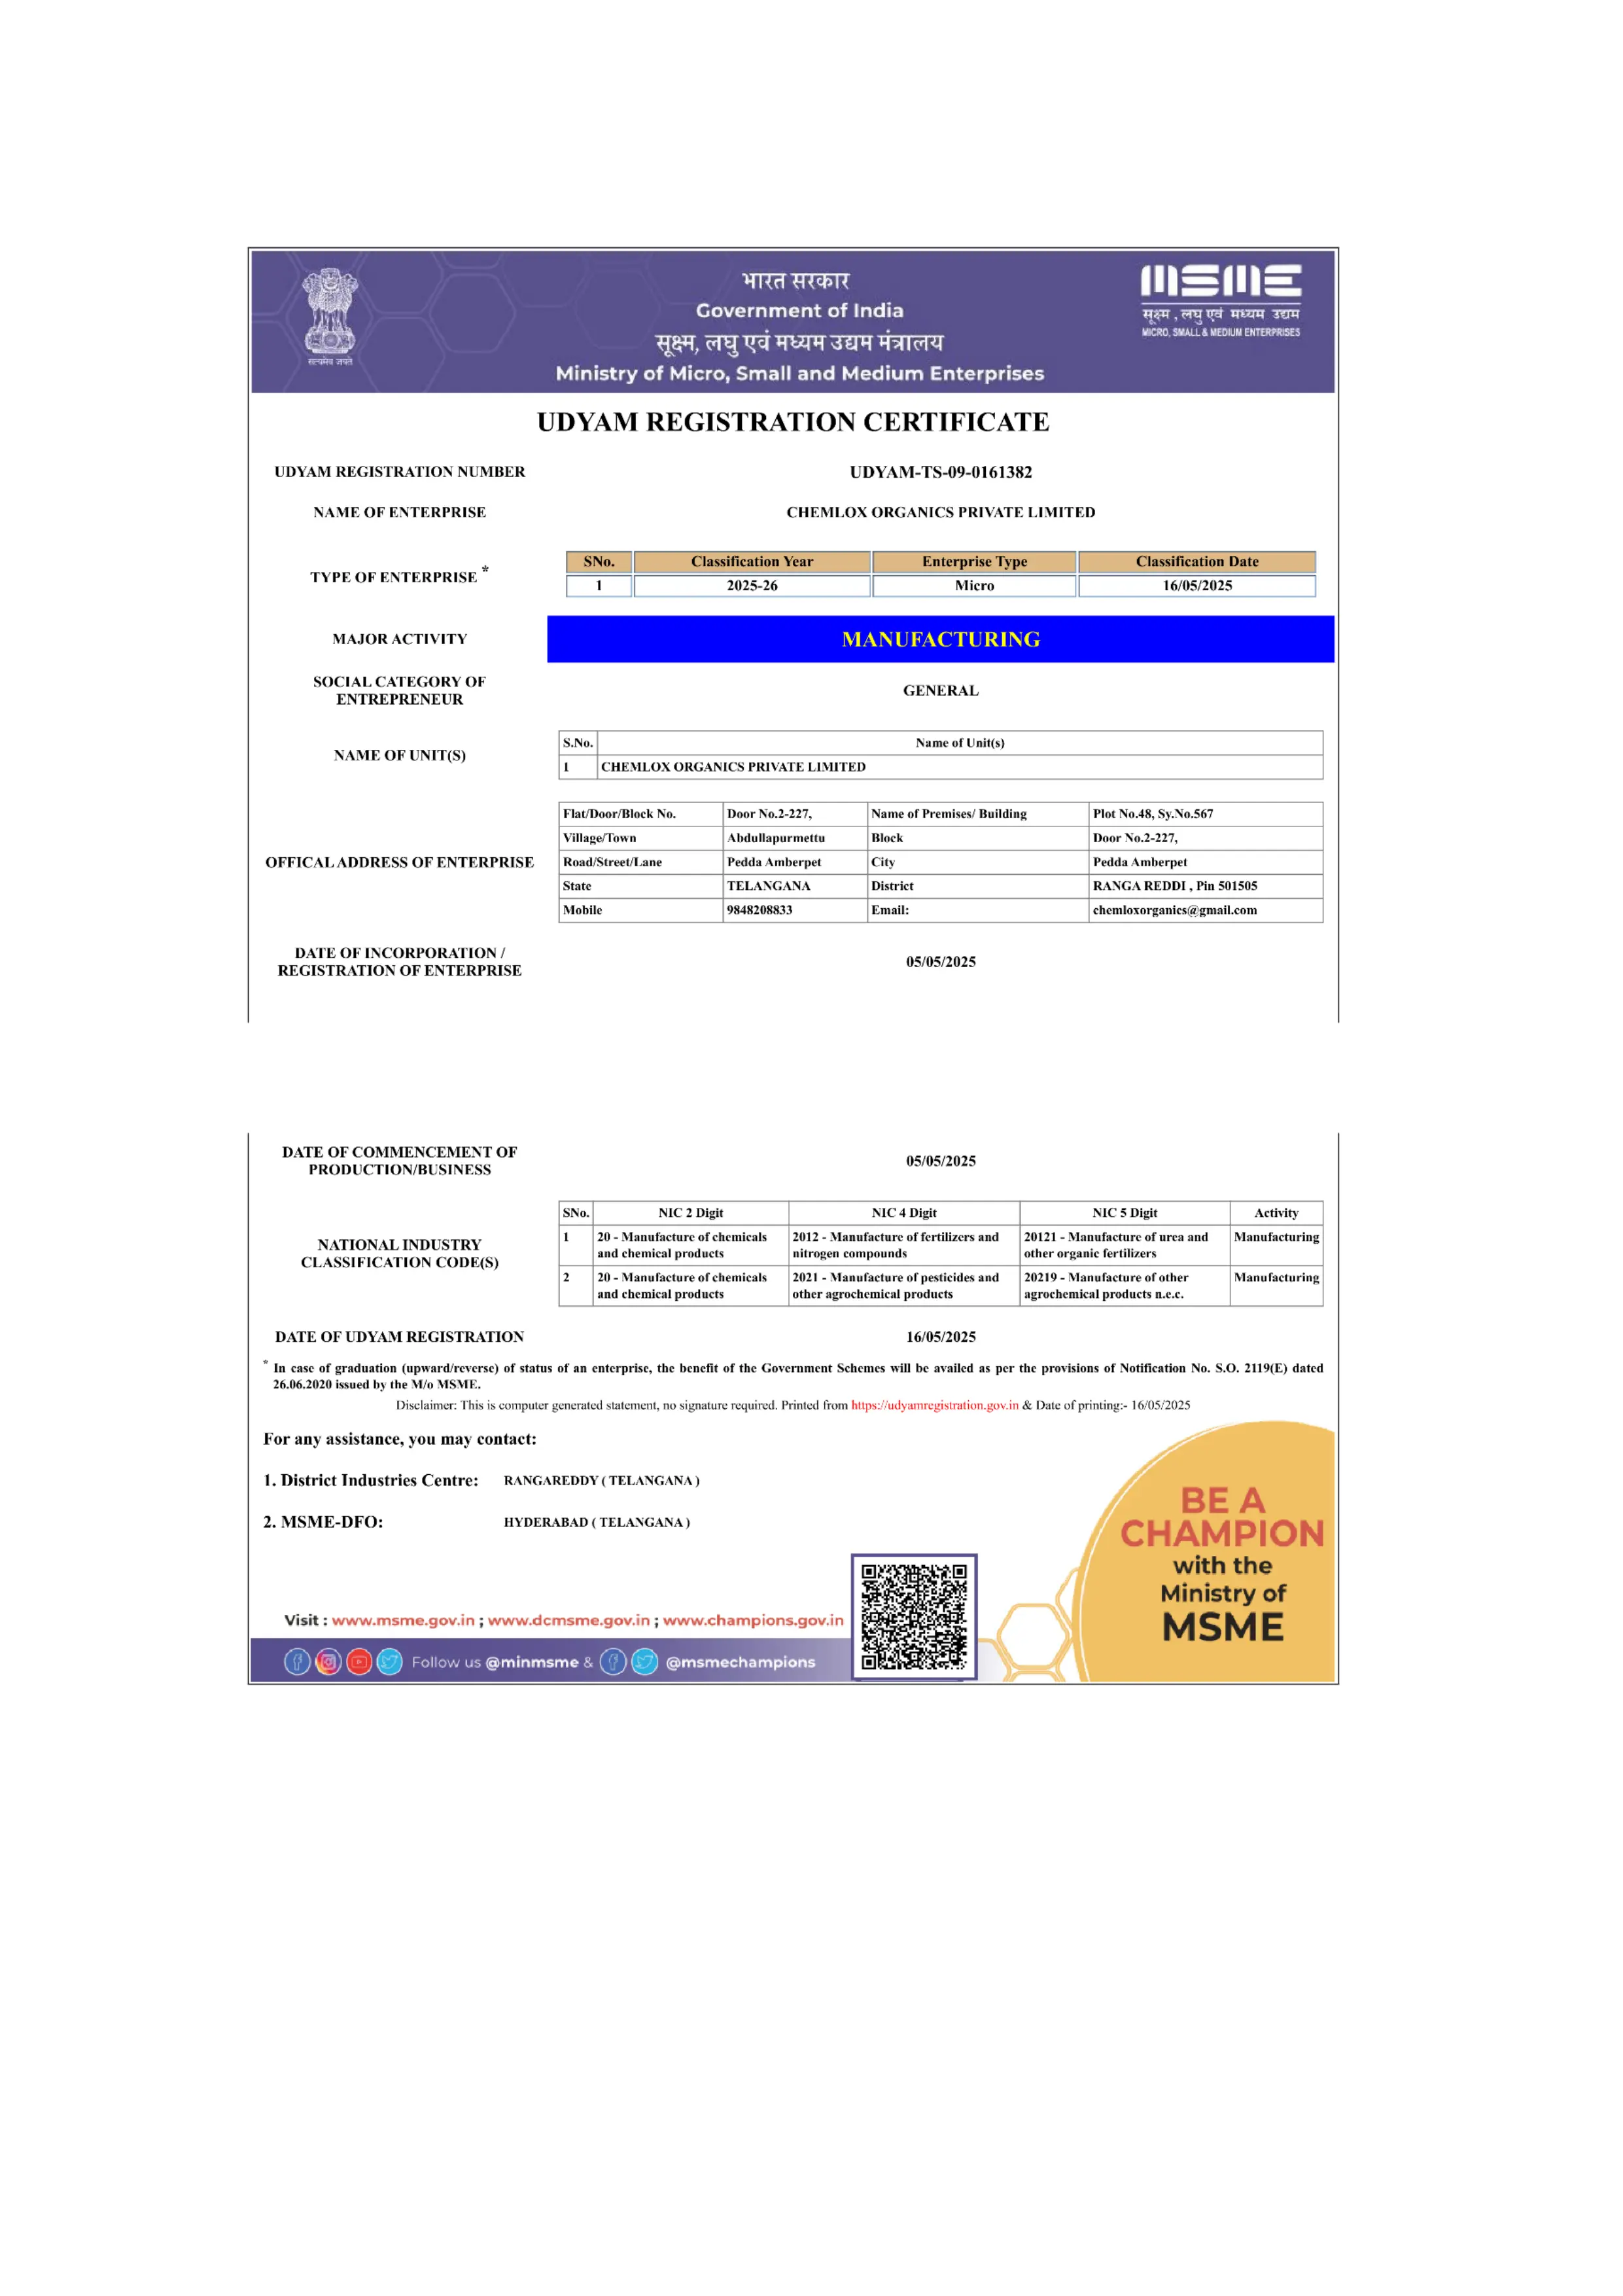 भारत सरकार
Government of India
सूक्ष्म, लघु एवं मध्यम उद्यम मंत्रालय
Ministry of Micro, Small and Medium Enterprises
सत्यमेव जयते
MSME
सूक्ष्म , लघु एवं मध्यम उद्यम
MICRO, SMALL & MEDIUM ENTERPRISES
UDYAM REGISTRATION CERTIFICATE
UDYAM REGISTRATION NUMBER UDYAM-TS-09-0161382
NAME OF ENTERPRISE CHEMLOX ORGANICS PRIVATE LIMITED
TYPE OF ENTERPRISE *
SNo. Classification Year Enterprise Type Classification Date
1 2025-26 Micro 16/05/2025
MAJOR ACTIVITY MANUFACTURING
SOCIAL CATEGORY OF
ENTREPRENEUR
GENERAL
NAME OF UNIT(S)
S.No. Name of Unit(s)
1 CHEMLOX ORGANICS PRIVATE LIMITED
OFFICAL ADDRESS OF ENTERPRISE
Flat/Door/Block No. Door No.2-227, Name of Premises/ Building Plot No.48, Sy.No.567
Village/Town Abdullapurmettu Block Door No.2-227,
Road/Street/Lane Pedda Amberpet City Pedda Amberpet
State TELANGANA District RANGA REDDI , Pin 501505
Mobile 9848208833 Email: chemloxorganics@gmail.com
DATE OF INCORPORATION /
REGISTRATION OF ENTERPRISE
05/05/2025
DATE OF COMMENCEMENT OF
PRODUCTION/BUSINESS
05/05/2025
NATIONAL INDUSTRY
CLASSIFICATION CODE(S)
SNo. NIC 2 Digit NIC 4 Digit NIC 5 Digit Activity
1 20 - Manufacture of chemicals 2012 - Manufacture of fertilizers and 20121 - Manufacture of urea and Manufacturing
and chemical products nitrogen compounds other organic fertilizers
2 20 - Manufacture of chemicals 2021 - Manufacture of pesticides and 20219 - Manufacture of other Manufacturing
and chemical products other agrochemical products agrochemical products n.e.c.
DATE OF UDYAM REGISTRATION 16/05/2025
* In case of graduation (upward/reverse) of status of an enterprise, the benefit of the Government Schemes will be availed as per the provisions of Notification No. S.O. 2119(E) dated
26.06.2020 issued by the M/o MSME.
Disclaimer: This is computer generated statement, no signature required. Printed from https://udyamregistration.gov.in & Date of printing:- 16/05/2025
For any assistance, you may contact:
1. District Industries Centre: RANGAREDDY ( TELANGANA )
2. MSME-DFO: HYDERABAD ( TELANGANA )
Visit : www.msme.gov.in ; www.dcmsme.gov.in ; www.champions.gov.in
Follow us @minmsme & @msmechampions
BE A
CHAMPION
with the
Ministry of
MSME